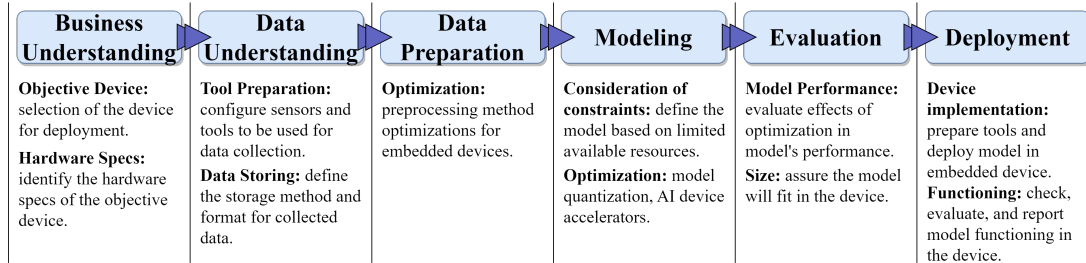 Business
Understanding
Data
Understanding
Data
Preparation
Modeling
Evaluation
Deployment
Objective Device:
selection of the device
for deployment.
Hardware Specs:
identify the hardware
specs of the objective
device.
Tool Preparation:
configure sensors and
tools to be used for
data collection.
Data Storing: define
the storage method and
format for collected
data.
Optimization:
preprocessing method
optimizations for
embedded devices.
Consideration of
constraints: define the
model based on limited
available resources.
Optimization: model
quantization, AI device
accelerators.
Model Performance:
evaluate effects of
optimization in
model's performance.
Size: assure the model
will fit in the device.
Device
implementation:
prepare tools and
deploy model in
embedded device.
Functioning: check,
evaluate, and report
model functioning in
the device.